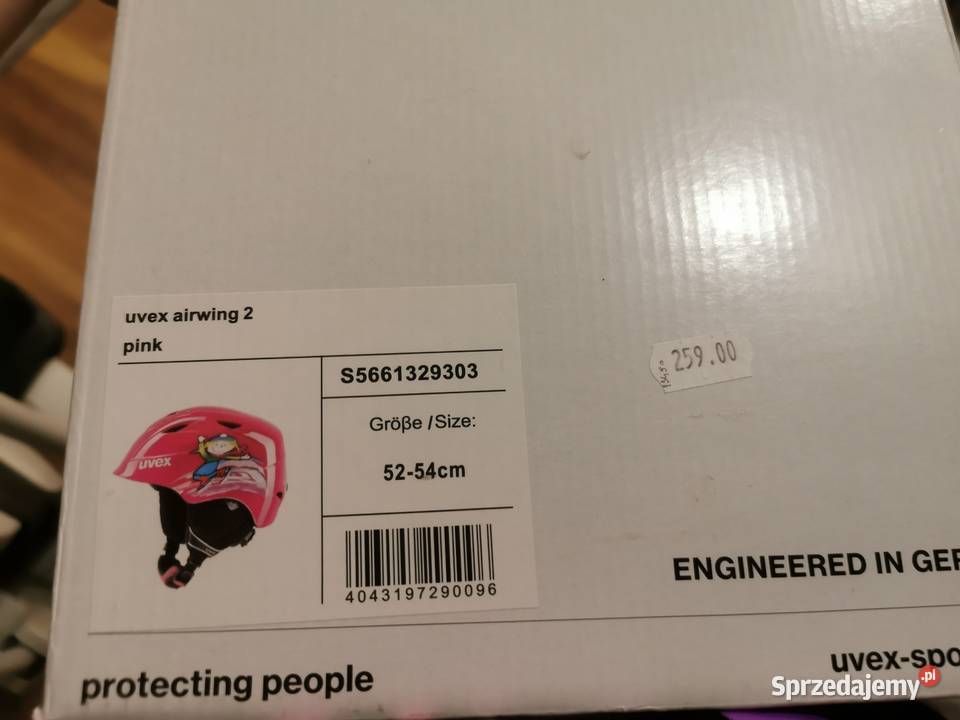 uvex airwing 2
pink
S5661329303
Größe /Size:
52-54cm
uvex
4043197290096
259.00
ENGINEERED IN GER
uvex-spo
protecting people
Sprzedajemy.pl